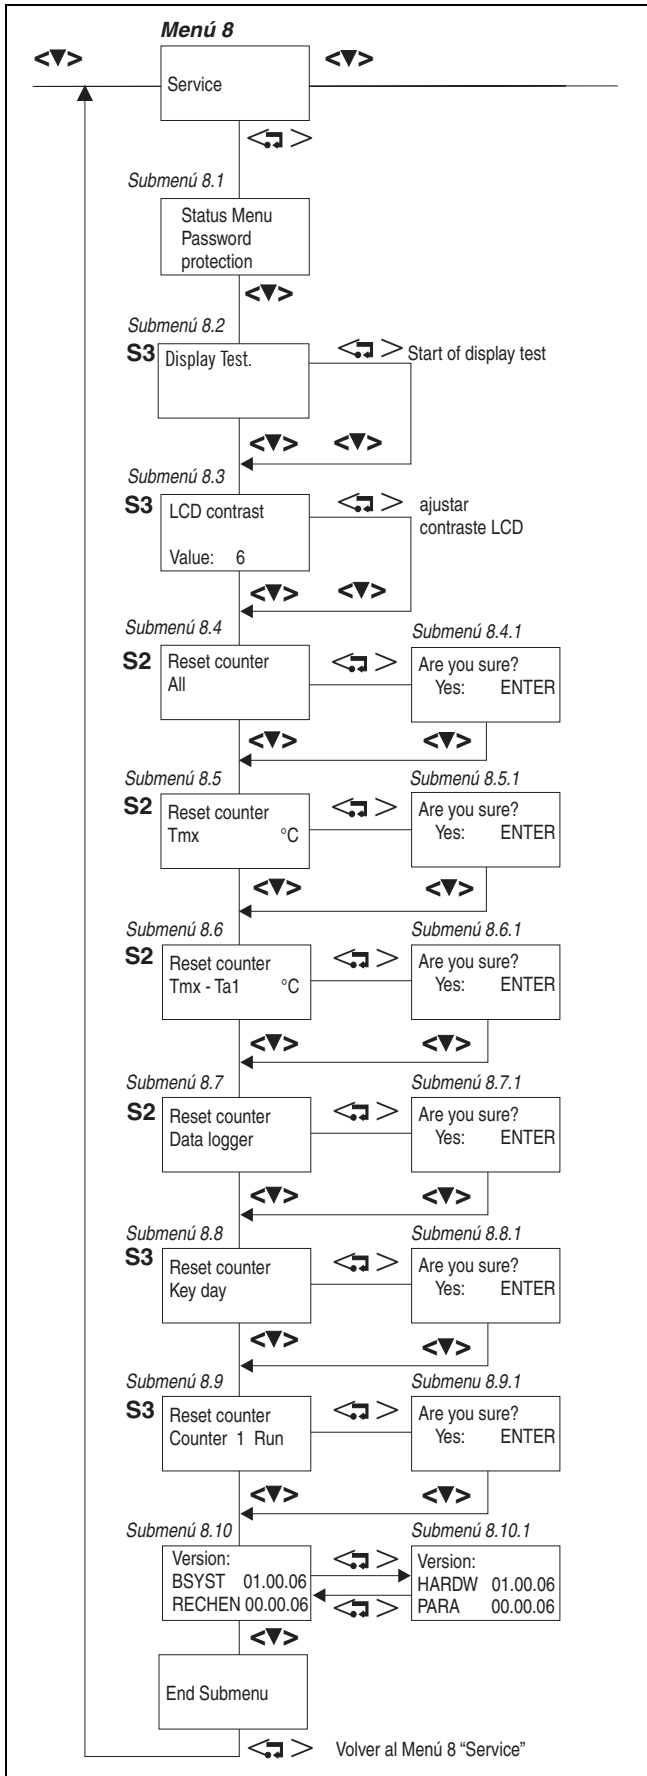 Menú 8
<▼> <▼>
Service
Submenú 8.1
Status Menu
Password
protection
<▼>
Submenú 8.2
S3 Display Test. Start of display test
<▼> <▼>
Submenú 8.3
S3 LCD contrast ajustar
contraste LCD
Value: 6
<▼> <▼>
Submenú 8.4 Submenú 8.4.1
S2 Reset counter Are you sure?
All Yes: ENTER
<▼> <▼>
Submenú 8.5 Submenú 8.5.1
S2 Reset counter Are you sure?
Tmx °C Yes: ENTER
<▼> <▼>
Submenú 8.6 Submenú 8.6.1
S2 Reset counter Are you sure?
Tmx - Ta1 °C Yes: ENTER
<▼> <▼>
Submenú 8.7 Submenú 8.7.1
S2 Reset counter Are you sure?
Data logger Yes: ENTER
<▼> <▼>
Submenú 8.8 Submenú 8.8.1
S3 Reset counter Are you sure?
Key day Yes: ENTER
<▼> <▼>
Submenú 8.9 Submenu 8.9.1
S3 Reset counter Are you sure?
Counter 1 Run Yes: ENTER
<▼> <▼>
Submenú 8.10 Submenú 8.10.1
Version: Version:
BSYST 01.00.06 HARDW 01.00.06
RECHEN 00.00.06 PARA 00.00.06
<▼>
End Submenu
Volver al Menú 8 “Service”